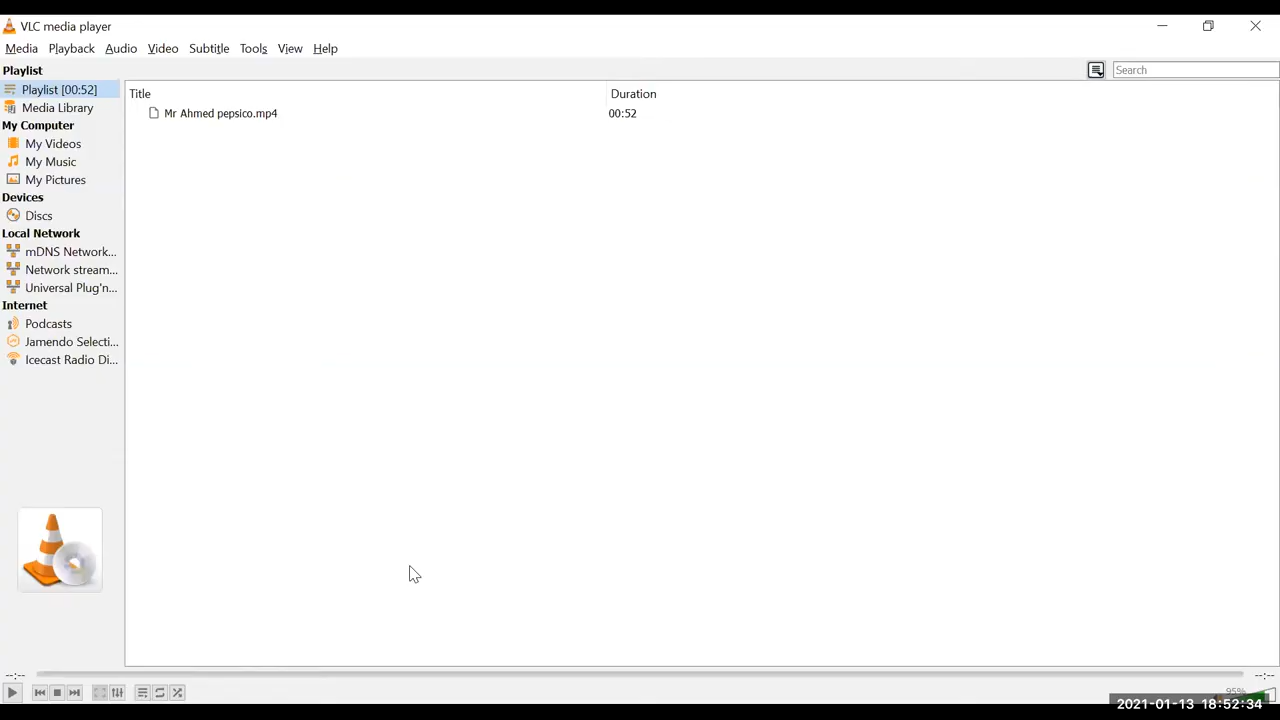 VLC media player
Media Playback Audio Video Subtitle Tools View Help
Playlist
Search
Playlist [00:52]
Title Duration
Mr Ahmed pepsico.mp4 00:52
Media Library
My Computer
My Videos
My Music
My Pictures
Devices
Discs
Local Network
mDNS Network...
Network stream...
Universal Plug'n...
Internet
Podcasts
Jamendo Selecti...
Icecast Radio Di...
--:-- --:--
95%
2021-01-13 18:52:34